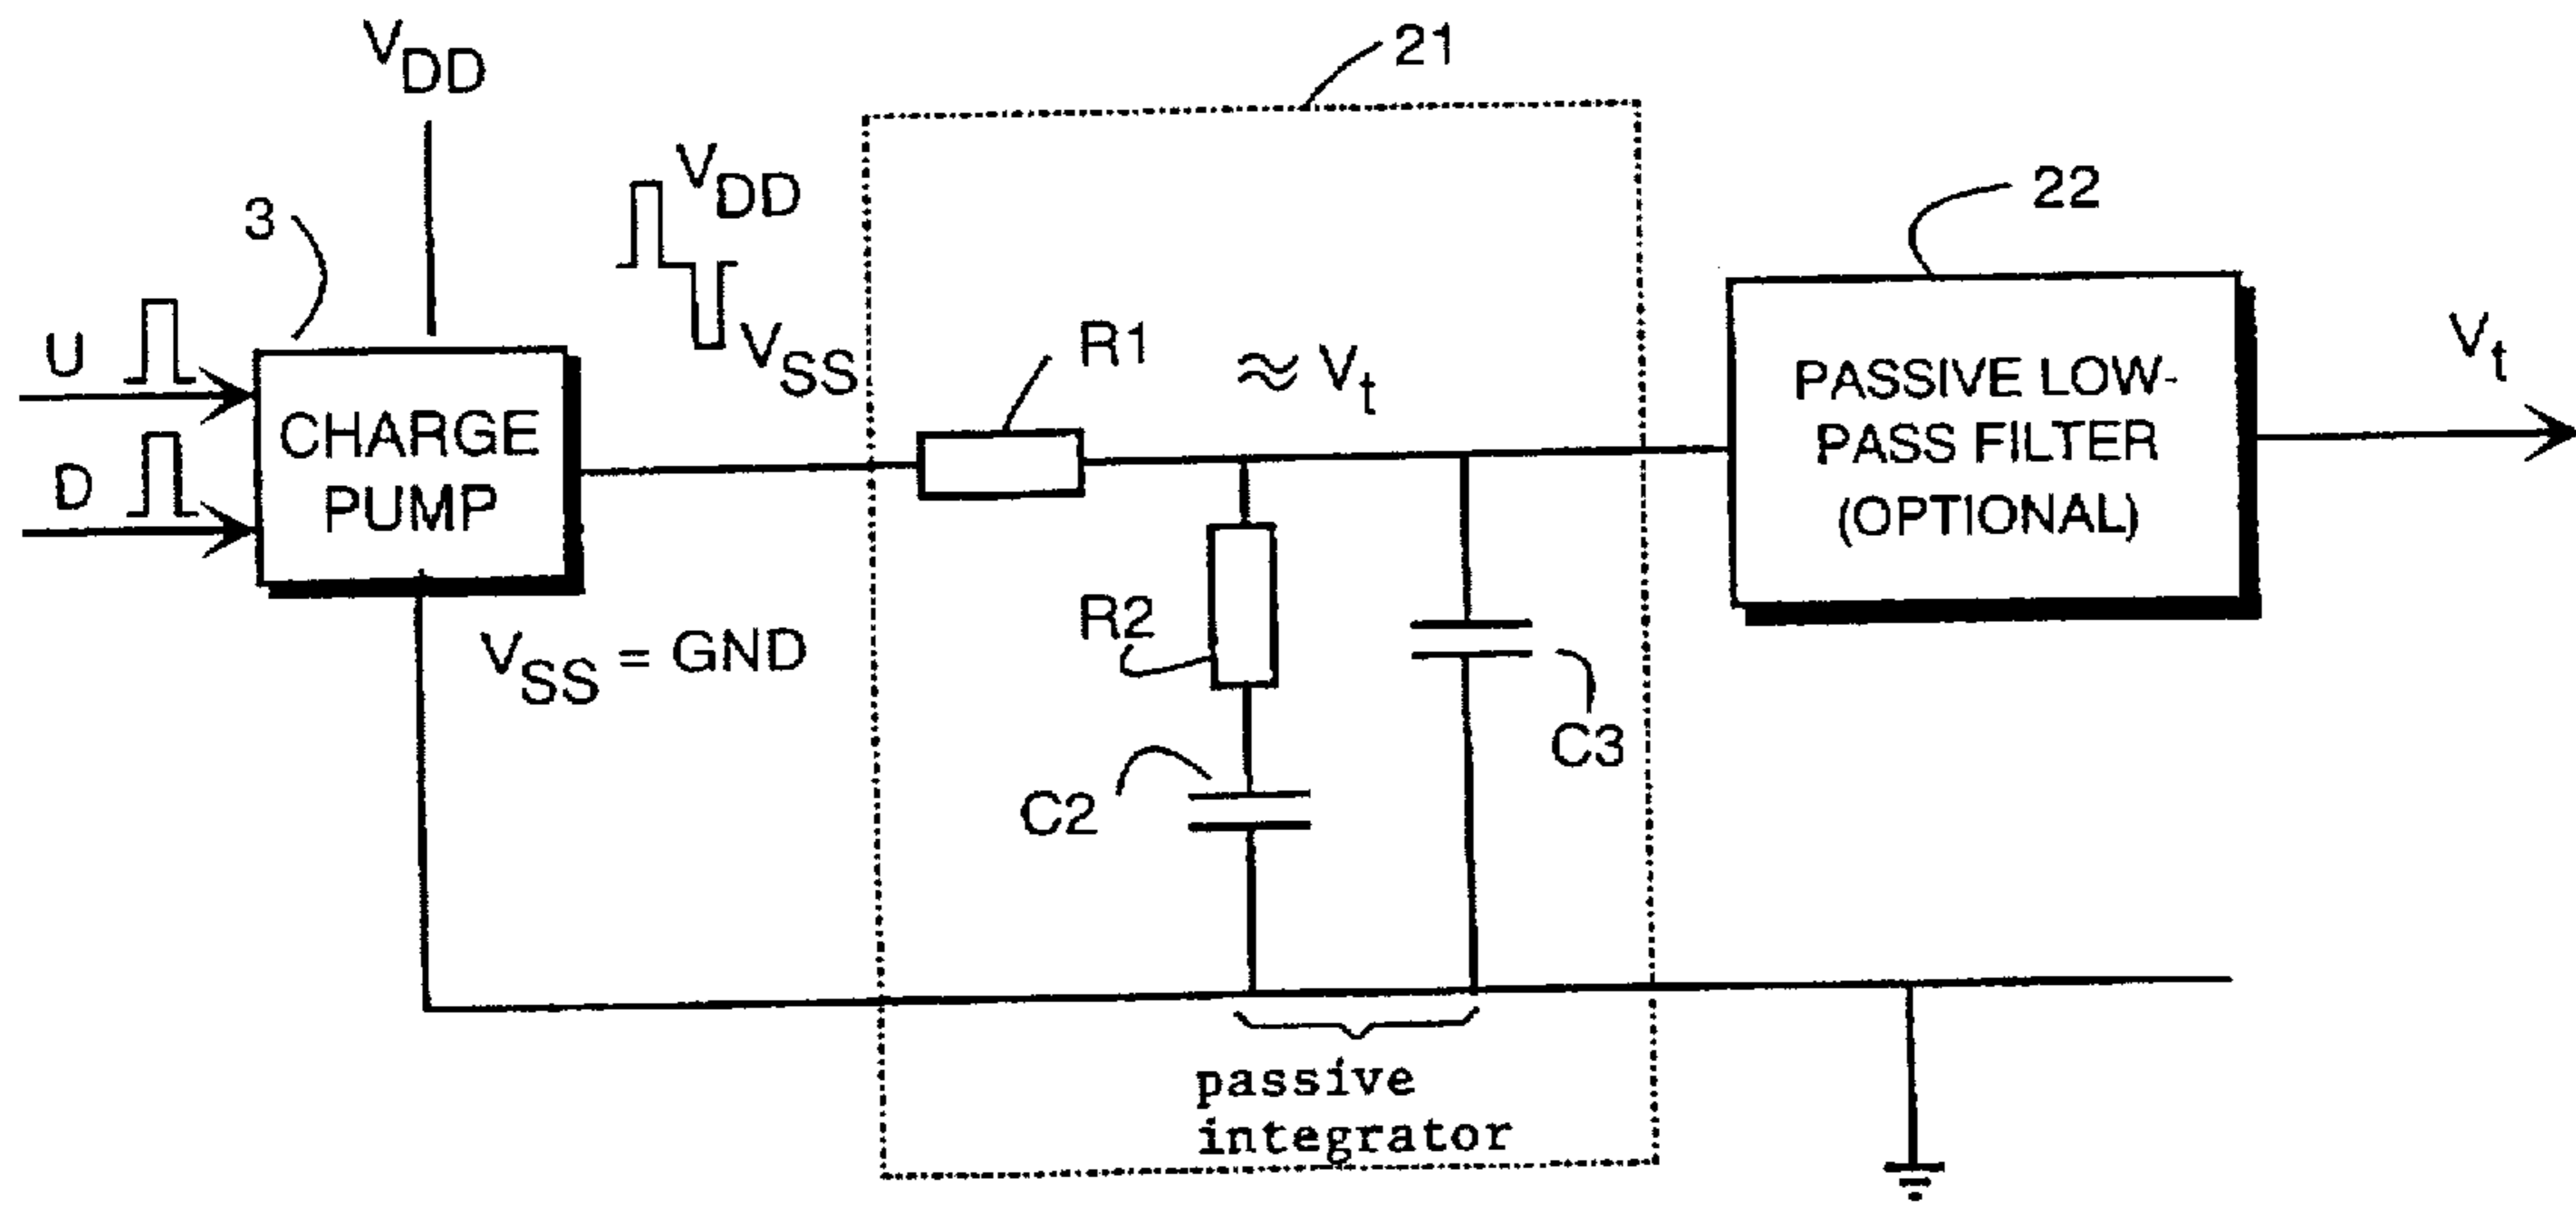 V_DD
21
V_DD
3
22
U
V_SS
R1
≈ V_t
V_t
CHARGE
PUMP
D
PASSIVE LOW-
PASS FILTER
(OPTIONAL)
V_SS = GND
R2
C3
C2
passive
integrator